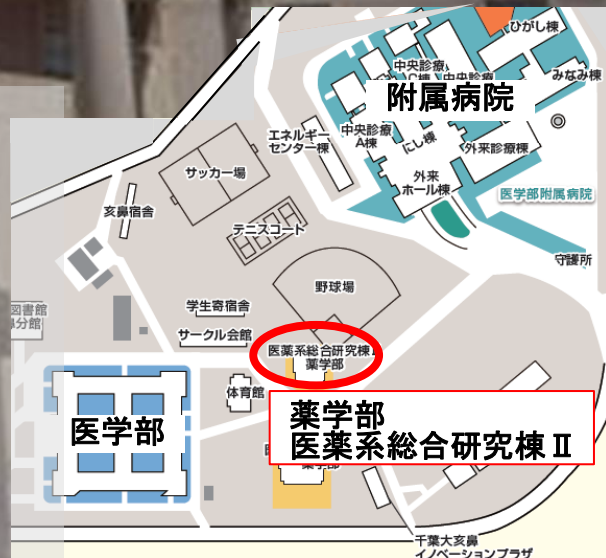 ひがし棟
中央診療
C棟
中央診療
みなみ棟
附属病院
エネルギー
センター棟
中央診療
A棟
にし棟
外来診療棟
サッカー場
外来
ホール棟
医学部附属病院
亥鼻宿舎
テニスコート
守護所
野球場
図書館
分館
学生寄宿舎
サークル会館
医薬系総合研究棟
薬学部
体育館
薬学部
医薬系総合研究棟Ⅱ
医学部
千葉大亥鼻
イノベーションプラザ